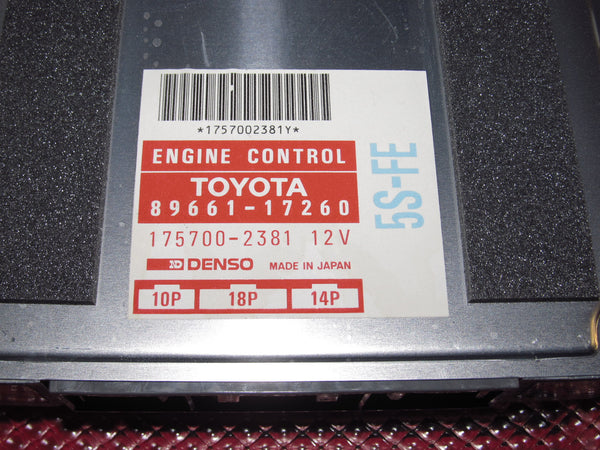 *1757002381Y*
ENGINE CONTROL
TOYOTA
89661-17260
175700-2381 12V
DENSO MADE IN JAPAN
10P 18P 14P
5S-FE